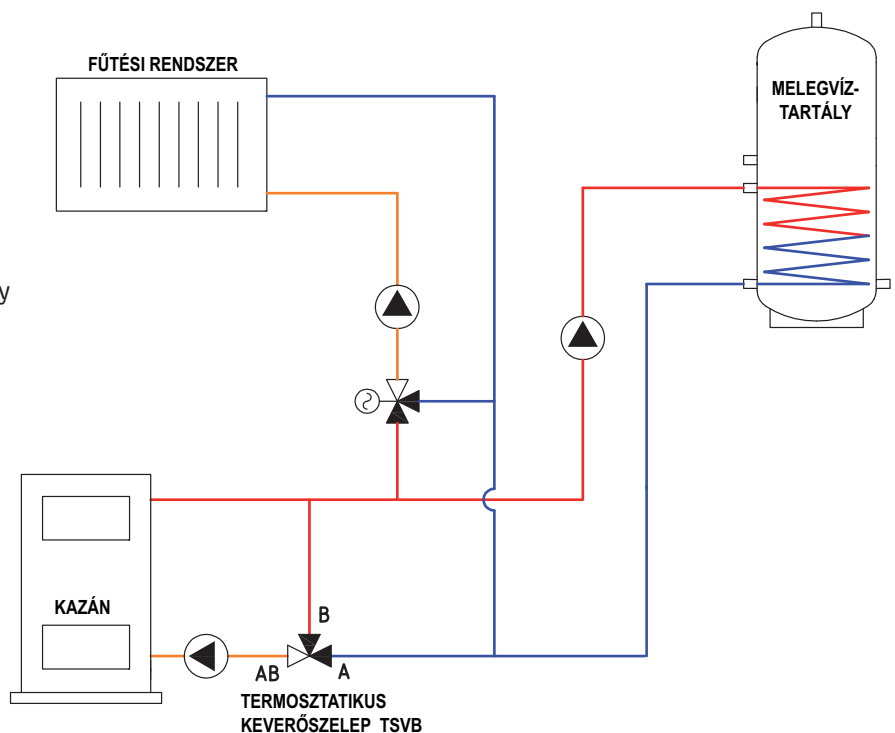 FŰTÉSI RENDSZER
MELEGVÍZ-
TARTÁLY
y
KAZÁN
B
AB
A
TERMOSZTATIKUS
KEVERŐSZELEP TSVB